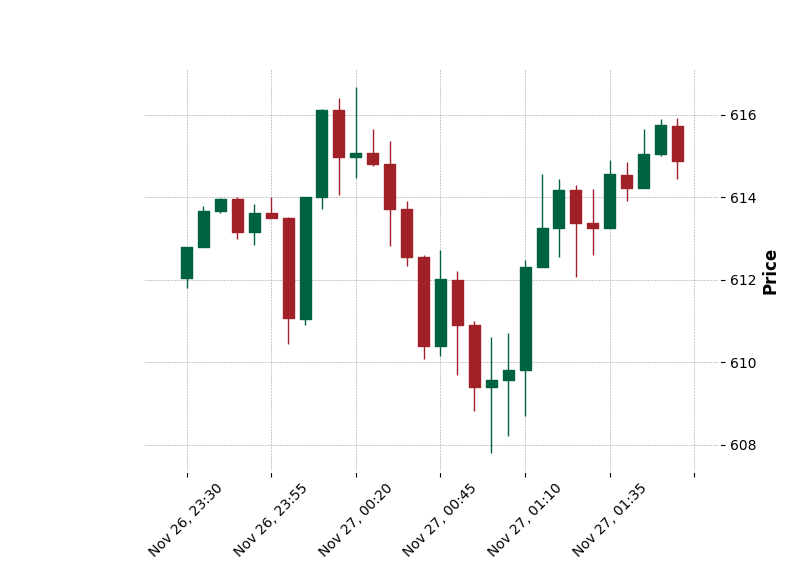 616
614
612
610
608
Price
Nov 26, 23:30
Nov 26, 23:55
Nov 27, 00:20
Nov 27, 00:45
Nov 27, 01:10
Nov 27, 01:35